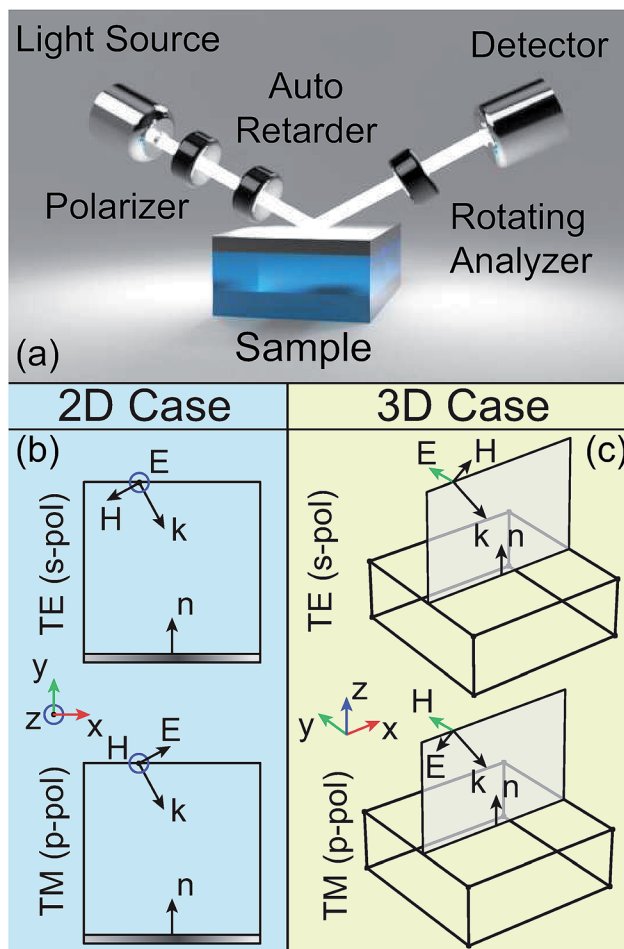 Light Source
Detector
Auto
Retarder
Polarizer
Rotating
Analyzer
Sample
(a)
2D Case
3D Case
(b)
TE (s-pol)
E
H
k
n
y
z
x
TM (p-pol)
H
E
k
n
(c)
TE (s-pol)
E
H
k
n
z
y
x
TM (p-pol)
H
E
k
n